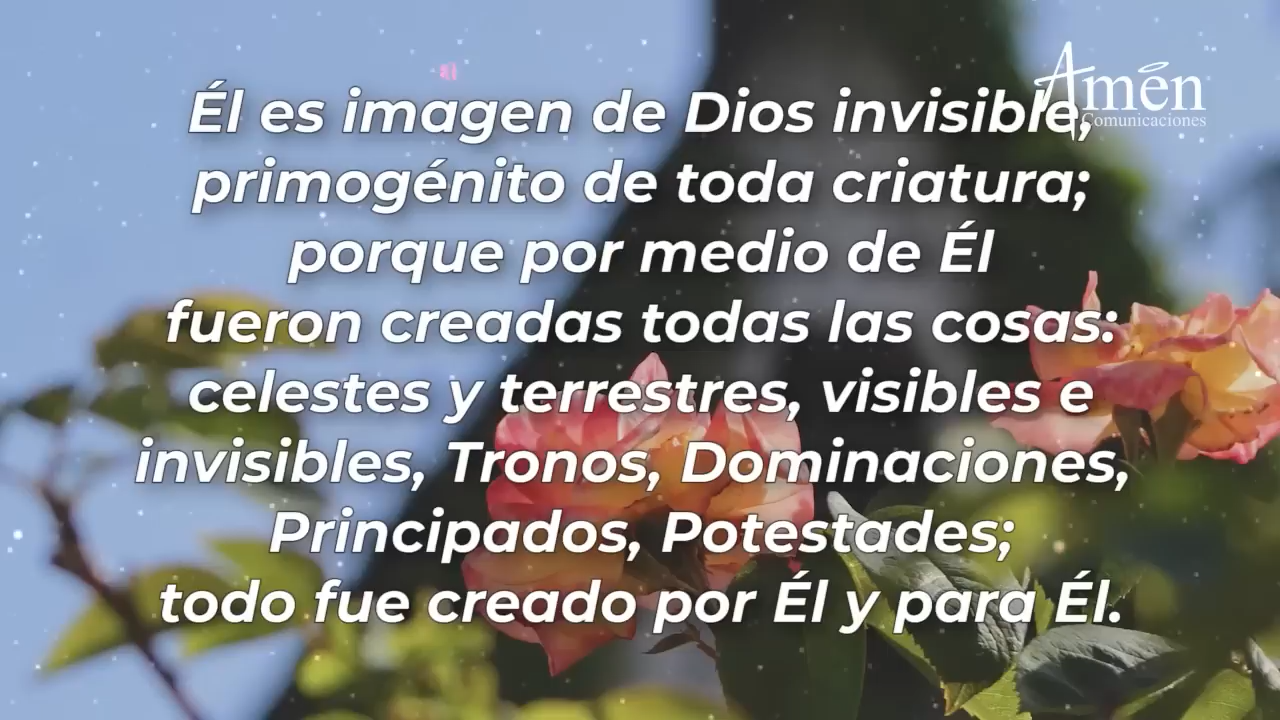 Amén
Comunicaciones
Él es imagen de Dios invisible,
primogénito de toda criatura;
porque por medio de Él
fueron creadas todas las cosas:
celestes y terrestres, visibles e
invisibles, Tronos, Dominaciones,
Principados, Potestades;
todo fue creado por Él y para Él.